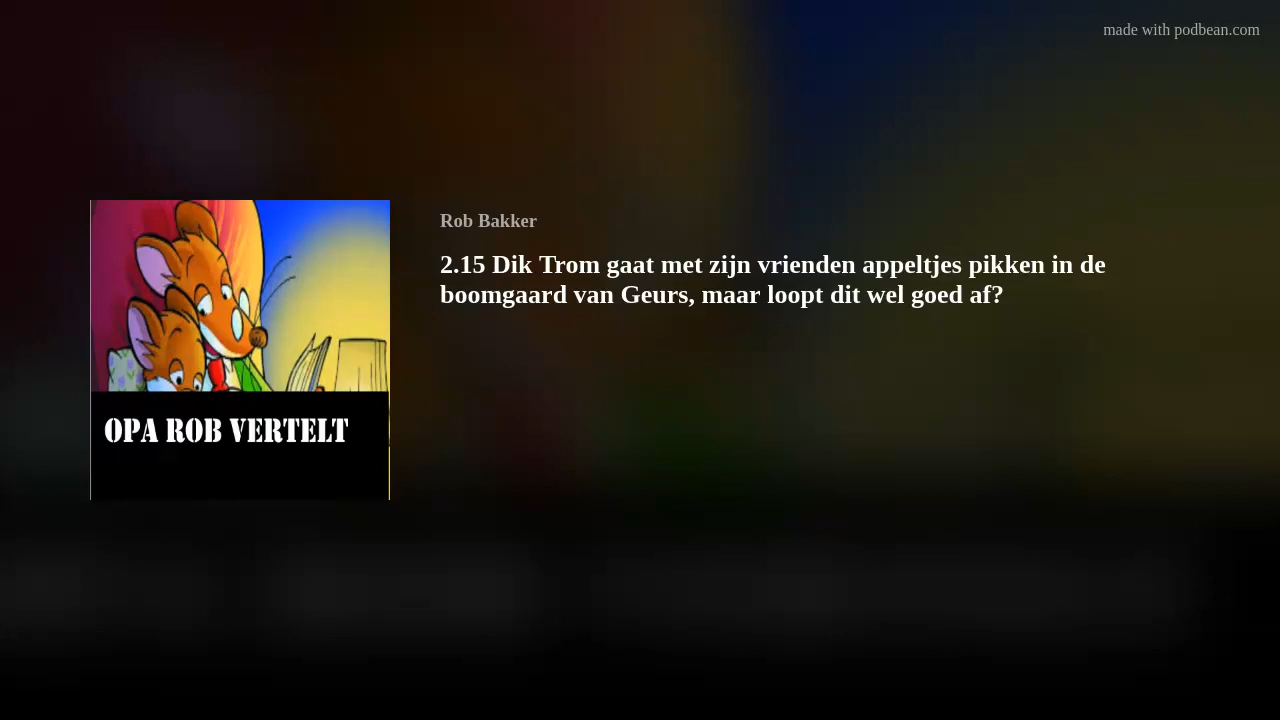 made with podbean.com
Rob Bakker
2.15 Dik Trom gaat met zijn vrienden appeltjes pikken in de
boomgaard van Geurs, maar loopt dit wel goed af?
OPA ROB VERTELT